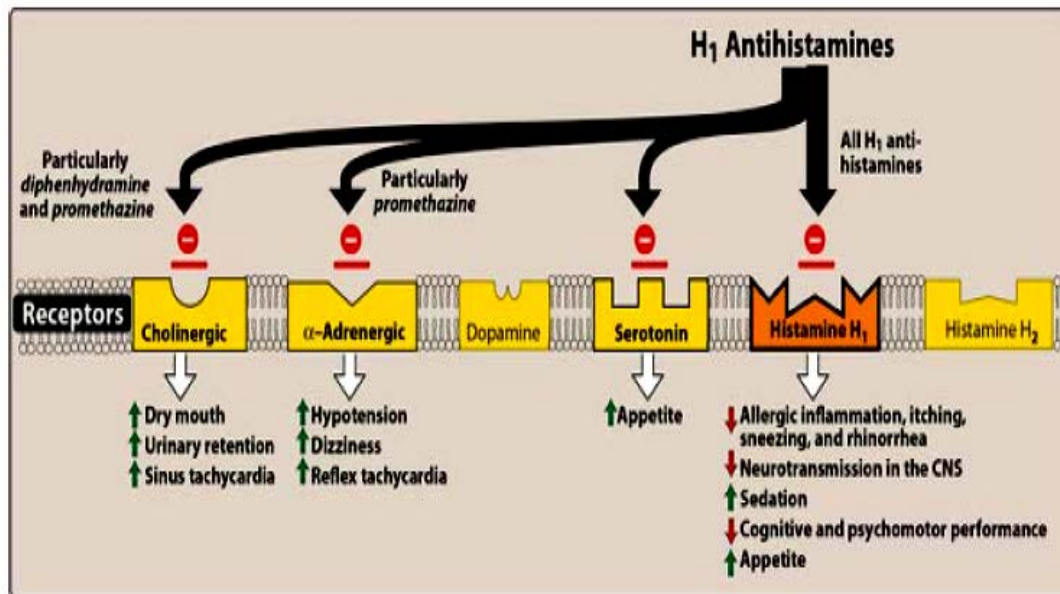 H₁ Antihistamines
Particularly
diphenhydramine
and promethazine
Particularly
promethazine
All H₁ anti-
histamines
Receptors
Cholinergic
α-Adrenergic
Dopamine
Serotonin
Histamine H₁
Histamine H₂
Dry mouth
Urinary retention
Sinus tachycardia
Hypotension
Dizziness
Reflex tachycardia
Appetite
Allergic inflammation, itching,
sneezing, and rhinorrhea
Neurotransmission in the CNS
Sedation
Cognitive and psychomotor performance
Appetite